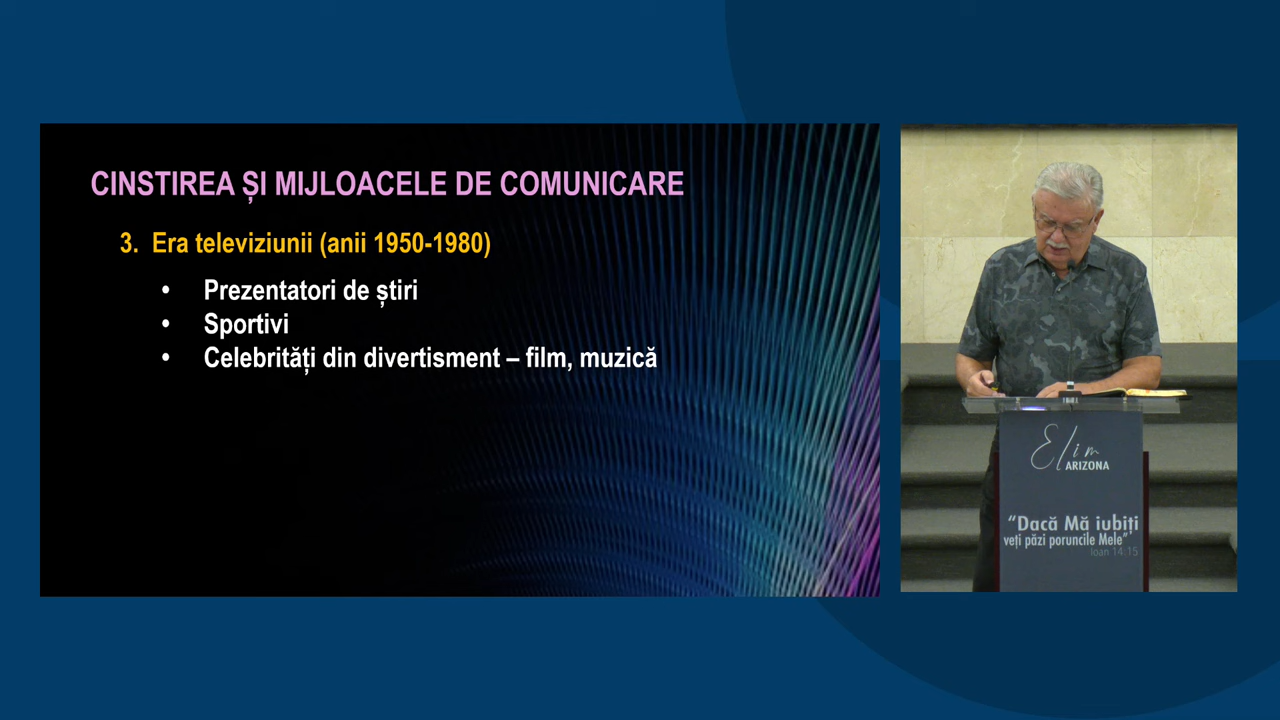 CINSTIREA ȘI MIJLOACELE DE COMUNICARE
3. Era televiziunii (anii 1950-1980)
• Prezentatori de știri
• Sportivi
• Celebrități din divertisment – film, muzică
Elim
ARIZONA
“Dacă Mă iubiți
veți păzi poruncile Mele”
Ioan 14:15